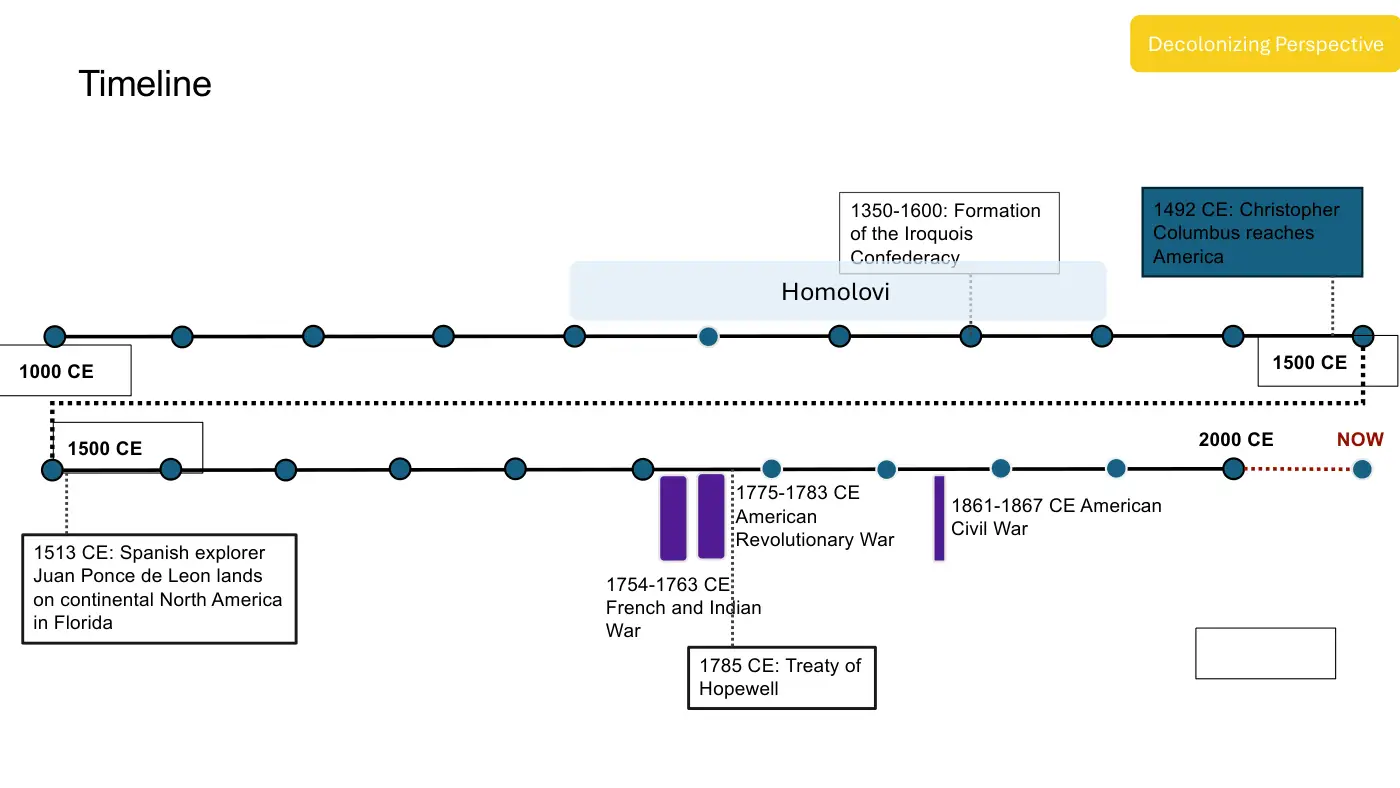 Decolonizing Perspective
Timeline
1350-1600: Formation
of the Iroquois
Confederacy
1492 CE: Christopher
Columbus reaches
America
Homolovi
1000 CE
1500 CE
1500 CE
2000 CE
NOW
1775-1783 CE
American
Revolutionary War
1861-1867 CE American
Civil War
1513 CE: Spanish explorer
Juan Ponce de Leon lands
on continental North America
in Florida
1754-1763 CE
French and Indian
War
1785 CE: Treaty of
Hopewell